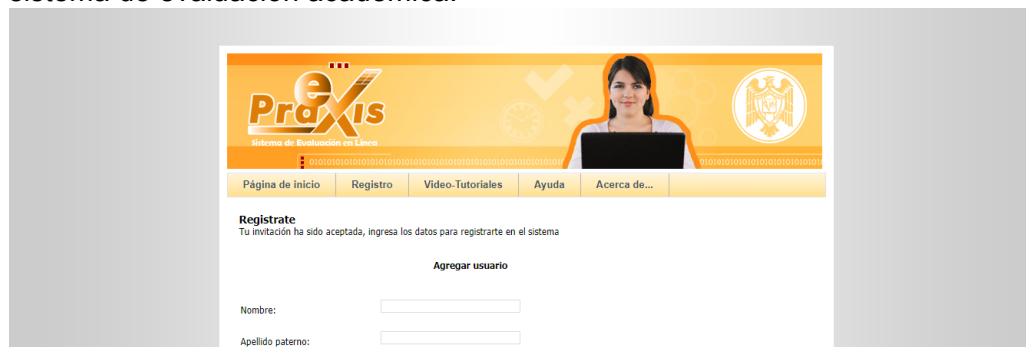 sistema de evaluación académica.
Praexis
Sistema de Evaluación en Línea
Página de inicio Registro Video-Tutoriales Ayuda Acerca de...
Registrate
Tu invitación ha sido aceptada, ingresa los datos para registrarte en el sistema
Agregar usuario
Nombre:
Apellido paterno: